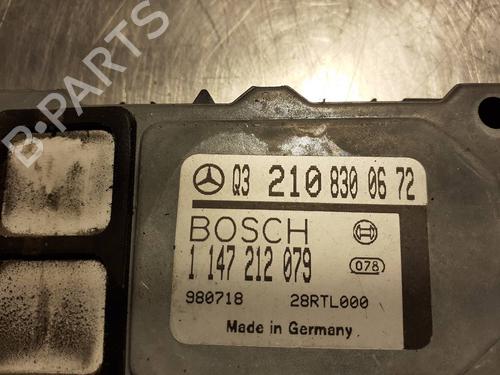 B-PARTS
Q3 210 830 06 72
BOSCH
1 147 212 079
078
980718 28RTL000
Made in Germany